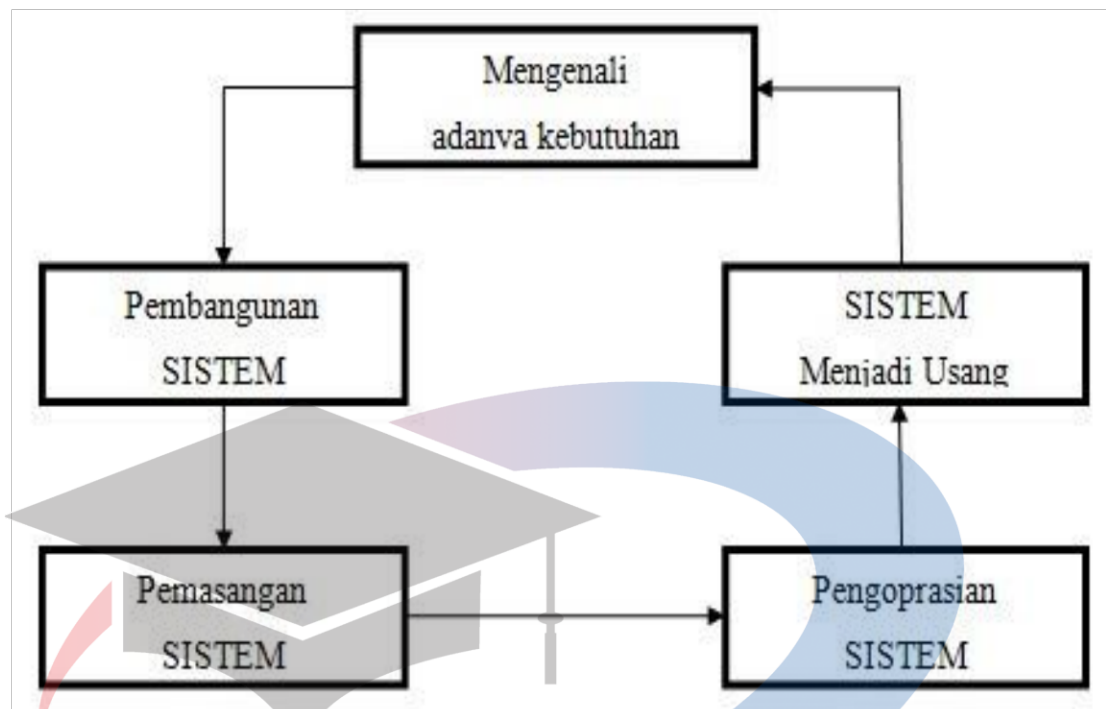 Mengenali
adanva kebutuhan
Pembangunan
SISTEM
Pemasangan
SISTEM
Pengoprasian
SISTEM
SISTEM
Menjadi Usang